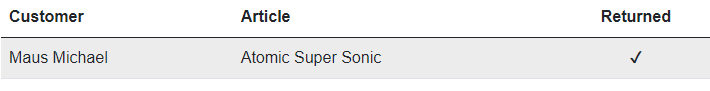 Customer Article Returned
Maus Michael Atomic Super Sonic ✓